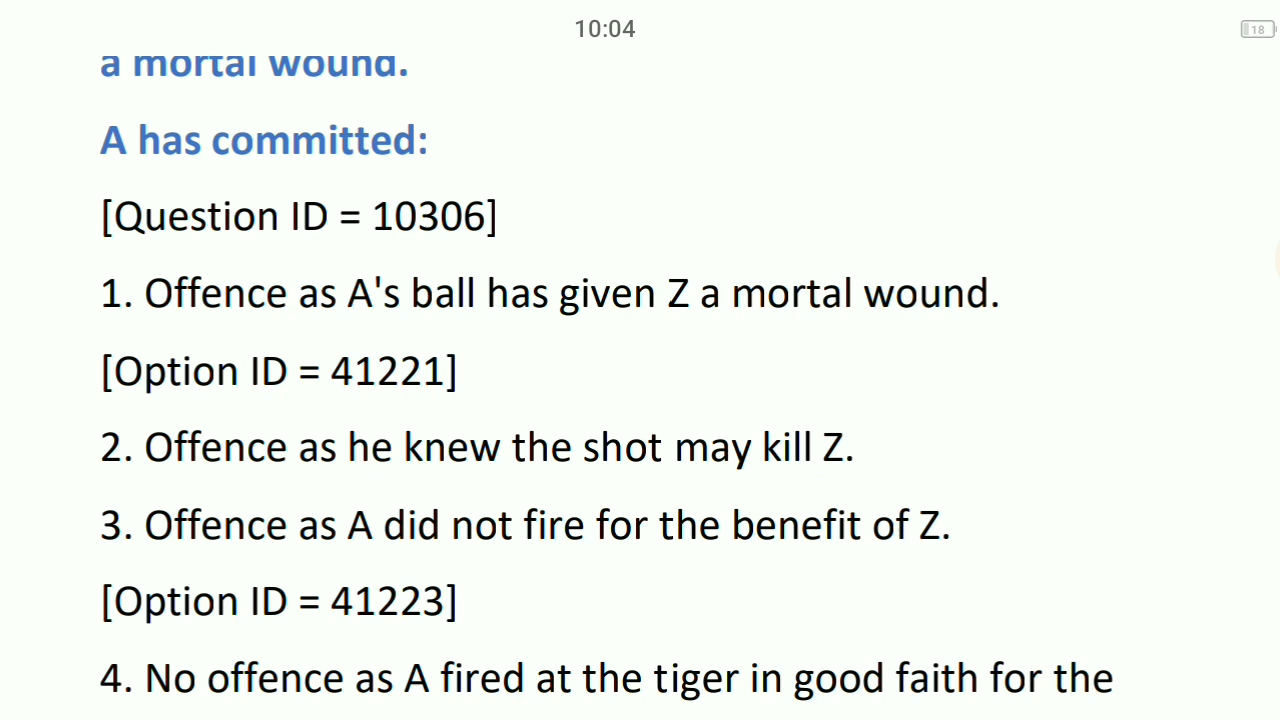 10:04
18
a mortal wound.
A has committed:
[Question ID = 10306]
1. Offence as A's ball has given Z a mortal wound.
[Option ID = 41221]
2. Offence as he knew the shot may kill Z.
3. Offence as A did not fire for the benefit of Z.
[Option ID = 41223]
4. No offence as A fired at the tiger in good faith for the